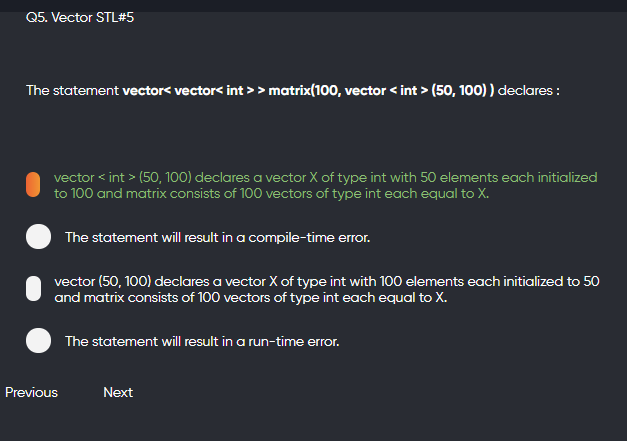 Q5. Vector STL#5
The statement vector< vector< int > > matrix(100, vector < int > (50, 100) ) declares :
vector < int > (50, 100) declares a vector X of type int with 50 elements each initialized
to 100 and matrix consists of 100 vectors of type int each equal to X.
The statement will result in a compile-time error.
vector (50, 100) declares a vector X of type int with 100 elements each initialized to 50
and matrix consists of 100 vectors of type int each equal to X.
The statement will result in a run-time error.
Previous Next